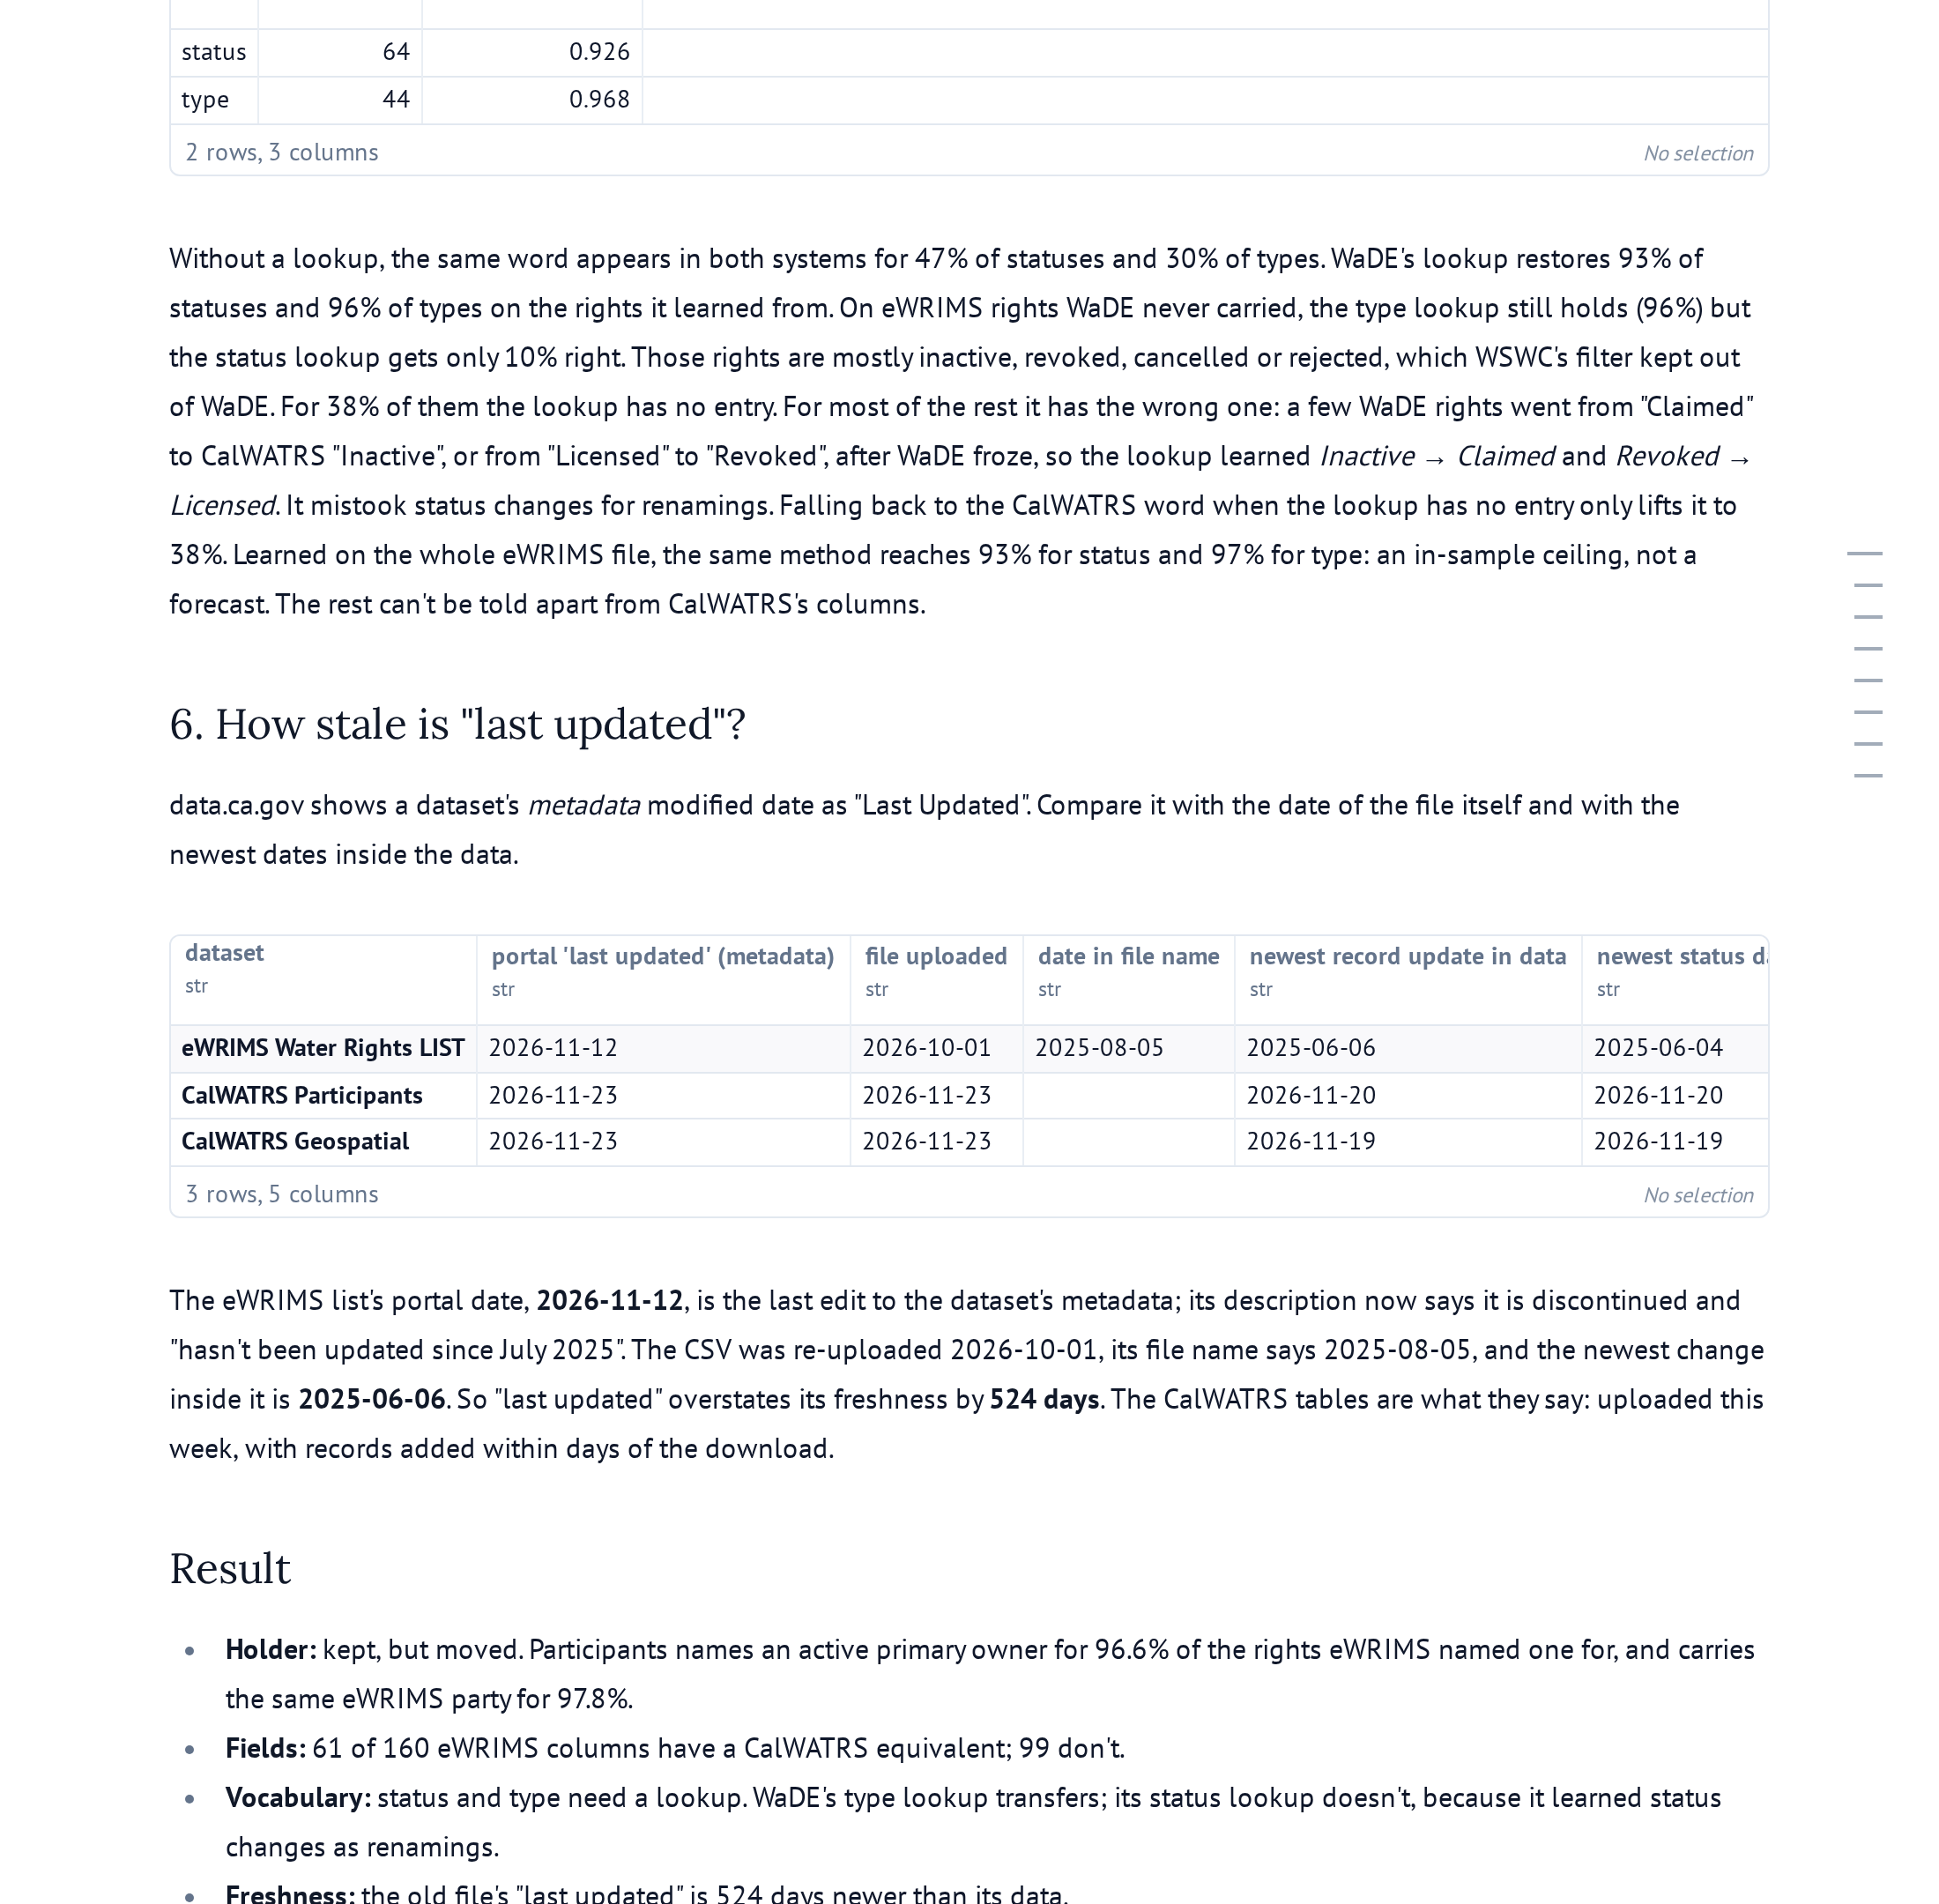 status 64 0.926
type 44 0.968
2 rows, 3 columns No selection
Without a lookup, the same word appears in both systems for 47% of statuses and 30% of types. WaDE's lookup restores 93% of
statuses and 96% of types on the rights it learned from. On eWRIMS rights WaDE never carried, the type lookup still holds (96%) but
the status lookup gets only 10% right. Those rights are mostly inactive, revoked, cancelled or rejected, which WSWC's filter kept out
of WaDE. For 38% of them the lookup has no entry. For most of the rest it has the wrong one: a few WaDE rights went from "Claimed"
to CalWATRS "Inactive", or from "Licensed" to "Revoked", after WaDE froze, so the lookup learned Inactive → Claimed and Revoked →
Licensed. It mistook status changes for renamings. Falling back to the CalWATRS word when the lookup has no entry only lifts it to
38%. Learned on the whole eWRIMS file, the same method reaches 93% for status and 97% for type: an in-sample ceiling, not a
forecast. The rest can't be told apart from CalWATRS's columns.
6. How stale is "last updated"?
data.ca.gov shows a dataset's metadata modified date as "Last Updated". Compare it with the date of the file itself and with the
newest dates inside the data.
dataset portal 'last updated' (metadata) file uploaded date in file name newest record update in data newest status
str str str str str str
eWRIMS Water Rights LIST 2026-11-12 2026-10-01 2025-08-05 2025-06-06 2025-06-04
CalWATRS Participants 2026-11-23 2026-11-23 2026-11-20 2026-11-20
CalWATRS Geospatial 2026-11-23 2026-11-23 2026-11-19 2026-11-19
3 rows, 5 columns No selection
The eWRIMS list's portal date, 2026-11-12, is the last edit to the dataset's metadata; its description now says it is discontinued and
"hasn't been updated since July 2025". The CSV was re-uploaded 2026-10-01, its file name says 2025-08-05, and the newest change
inside it is 2025-06-06. So "last updated" overstates its freshness by 524 days. The CalWATRS tables are what they say: uploaded this
week, with records added within days of the download.
Result
• Holder: kept, but moved. Participants names an active primary owner for 96.6% of the rights eWRIMS named one for, and carries
the same eWRIMS party for 97.8%.
• Fields: 61 of 160 eWRIMS columns have a CalWATRS equivalent; 99 don't.
• Vocabulary: status and type need a lookup. WaDE's type lookup transfers; its status lookup doesn't, because it learned status
changes as renamings.
• Freshness: the old file's "last updated" is 524 days newer than its data.